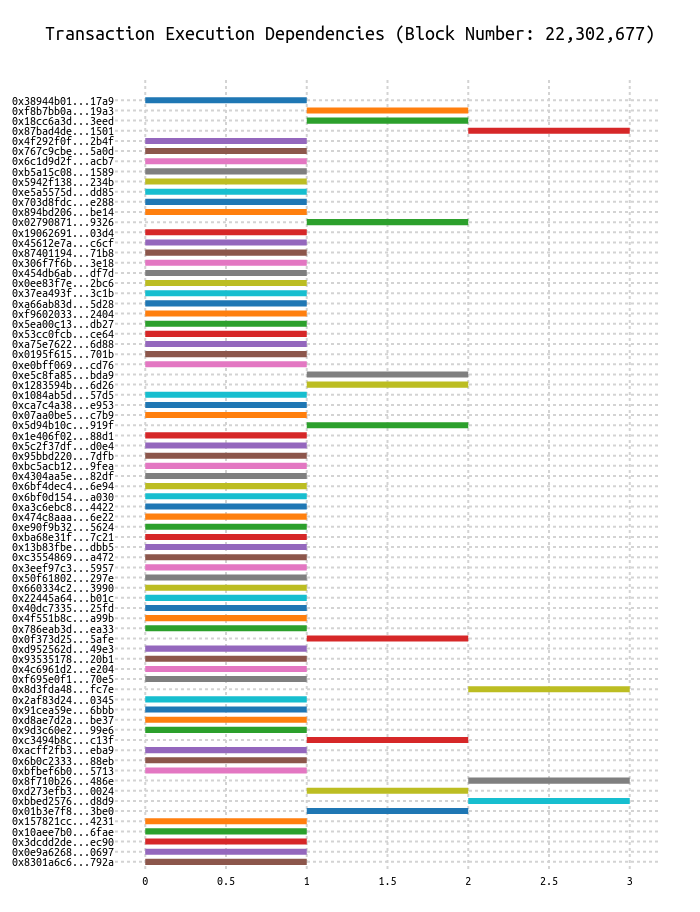 Transaction Execution Dependencies (Block Number: 22,302,677)
0x38944b01...17a9
0xf8b7bb0a...19a3
0x18cc6a3d...3eed
0x87bad4de...1501
0x4f292f0f...2b4f
0x767c9cbe...5a0d
0x6c1d9d2f...acb7
0xb5a15c08...1589
0x5942f138...234b
0xe5a5575d...dd85
0x703d8fdc...e288
0x894bd206...be14
0x02790871...9326
0x19062691...03d4
0x45612e7a...c6cf
0x87401194...71b8
0x306f7f6b...3e18
0x454db6ab...df7d
0x0ee83f7e...2bc6
0x37ea493f...3c1b
0xa66ab83d...5d28
0xf9602033...2404
0x5ea00c13...db27
0x53cc0fcb...ce64
0xa75e7622...6d88
0x0195f615...701b
0xe0bff069...cd76
0xe5c8fa85...bda9
0x1283594b...6d26
0x1084ab5d...57d5
0xca7c4a38...e953
0x07aa0be5...c7b9
0x5d94b10c...919f
0x1e406f02...88d1
0x5c2f37df...d0e4
0x95bbd220...7dfb
0xbc5acb12...9fea
0x4304aa5e...82df
0x6bf4dec4...6e94
0x6bf0d154...a030
0xa3c6ebc8...4422
0x474c8aaa...6e22
0xe90f9b32...5624
0xba68e31f...7c21
0x13b83fbe...dbb5
0xc3554869...a472
0x3eef97c3...5957
0x50f61802...297e
0x660334c2...3990
0x22445a64...b01c
0x40dc7335...25fd
0x4f551b8c...a99b
0x786eab3d...ea33
0x0f373d25...5afe
0xd952562d...49e3
0x93535178...20b1
0x4c6961d2...e204
0xf695e0f1...70e5
0x8d3fda48...fc7e
0x2af83d24...0345
0x91cea59e...6bbb
0xd8ae7d2a...be37
0x9d3c60e2...99e6
0xc3494b8c...c13f
0xacff2fb3...eba9
0x6b0c2333...88eb
0xbfbef6b0...5713
0x8f710b26...486e
0xd273efb3...0024
0xbbed2576...d8d9
0x01b3e7f8...3be0
0x157821cc...4231
0x10aee7b0...6fae
0x3dcdd2de...ec90
0x0e9a6268...0697
0x8301a6c6...792a
0 0.5 1 1.5 2 2.5 3